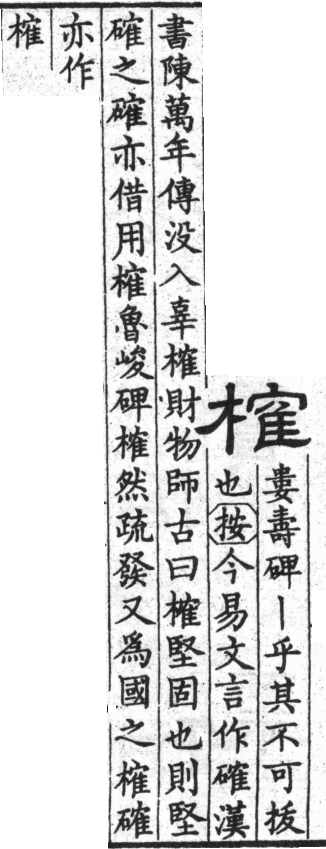 榷
婁壽碑丨乎其不可拔
也按今易文言作確漢
書陳萬年傳没入辜榷財物師古曰榷堅固也則堅
確之確亦借用榷魯峻碑榷然疏發又爲國之榷確
亦作
榷